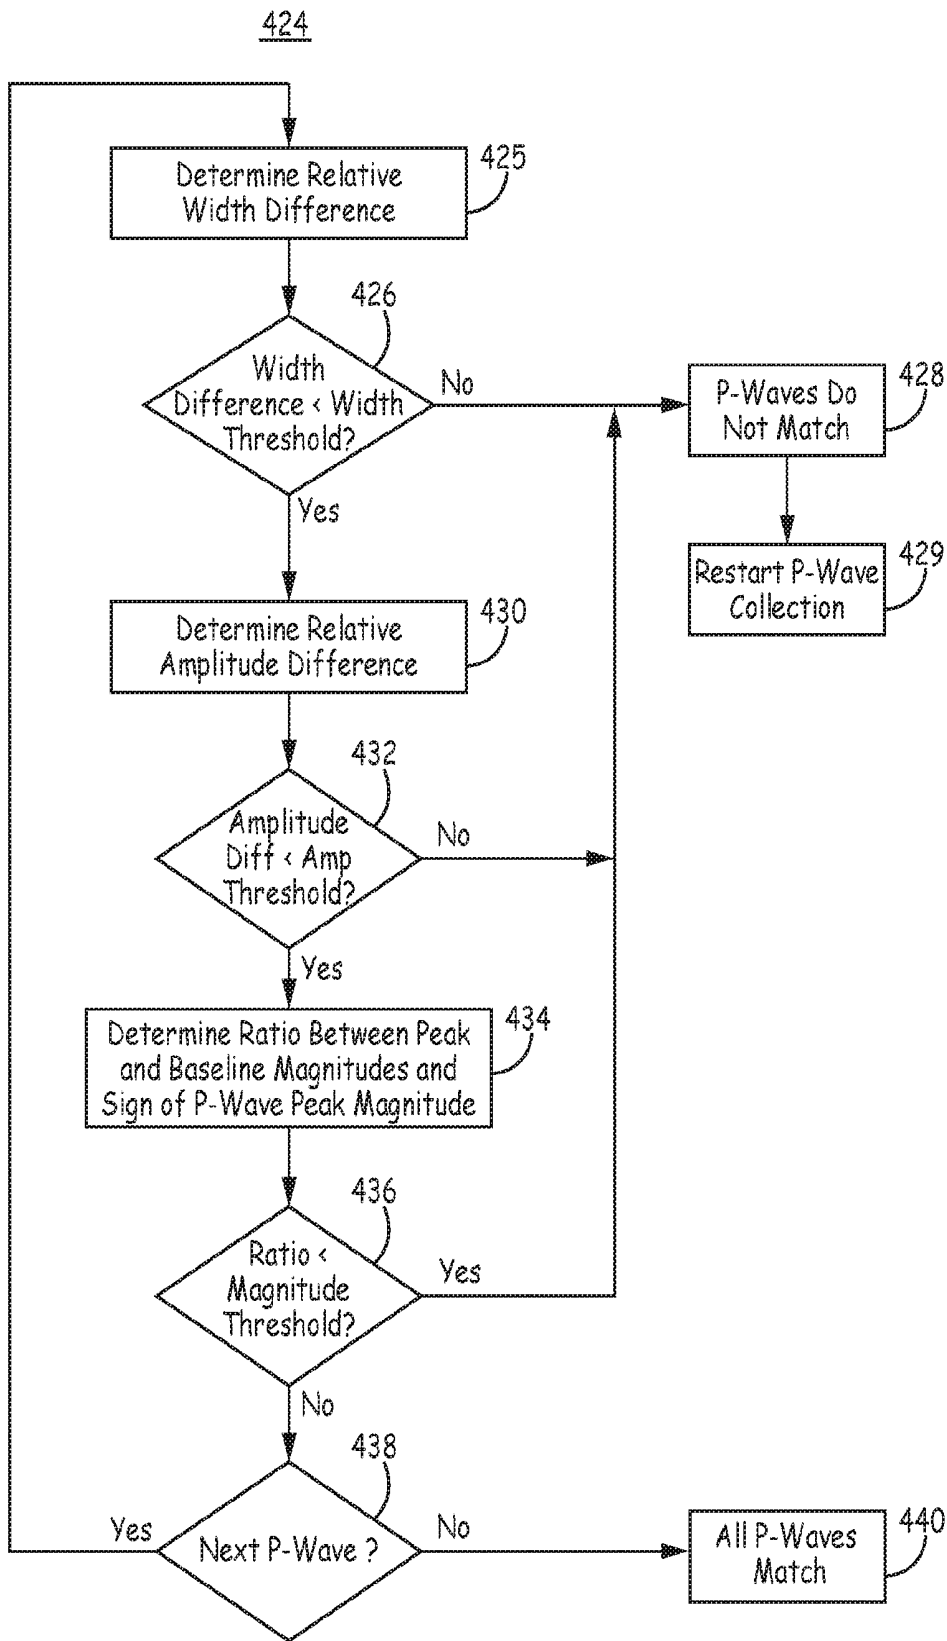 424
Determine Relative
Width Difference
425
426
Width
Difference < Width
Threshold?
No
Yes
P-Waves Do
Not Match
428
Restart P-Wave
Collection
429
Determine Relative
Amplitude Difference
430
432
Amplitude
Diff < Amp
Threshold?
No
Yes
Determine Ratio Between Peak
and Baseline Magnitudes and
Sign of P-Wave Peak Magnitude
434
436
Ratio <
Magnitude
Threshold?
Yes
No
438
Yes
Next P-Wave ?
No
All P-Waves
Match
440